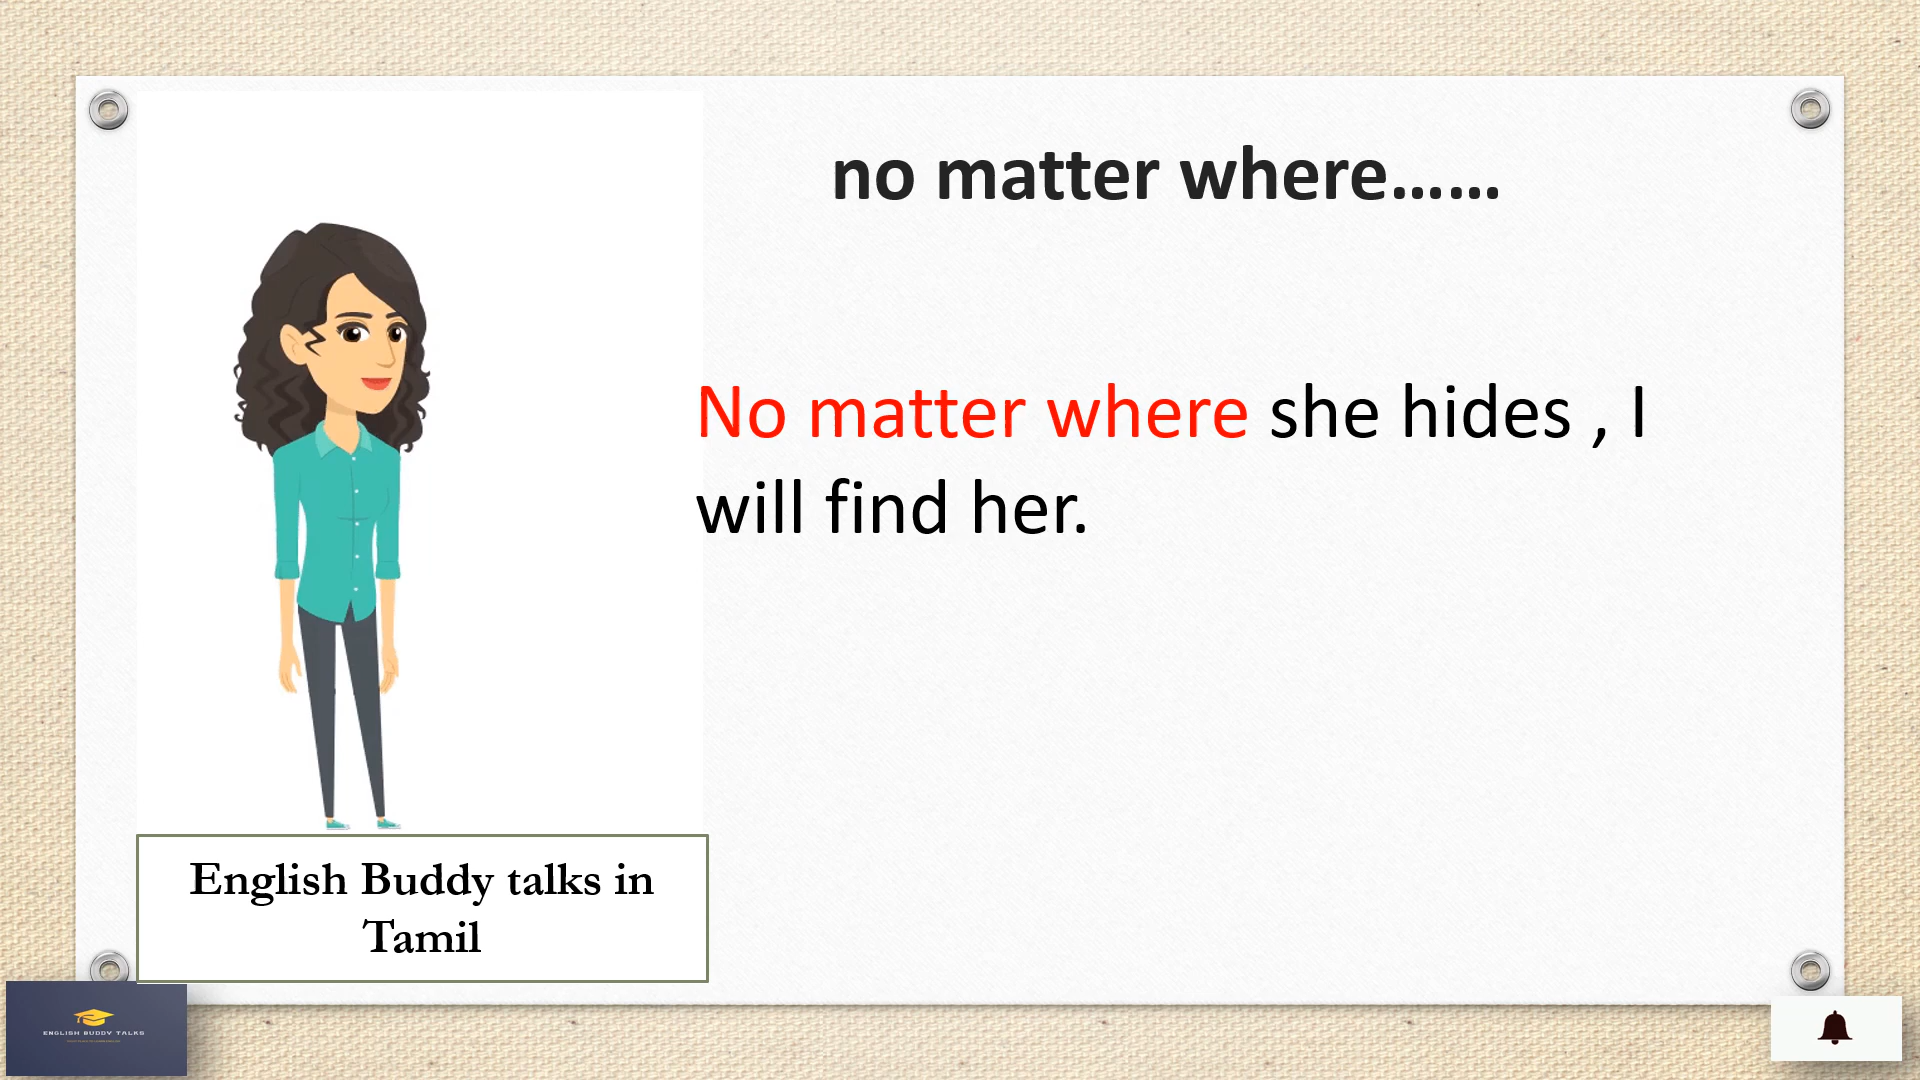 no matter where……
No matter where she hides , I
will find her.
English Buddy talks in
Tamil
ENGLISH BUDDY TALKS